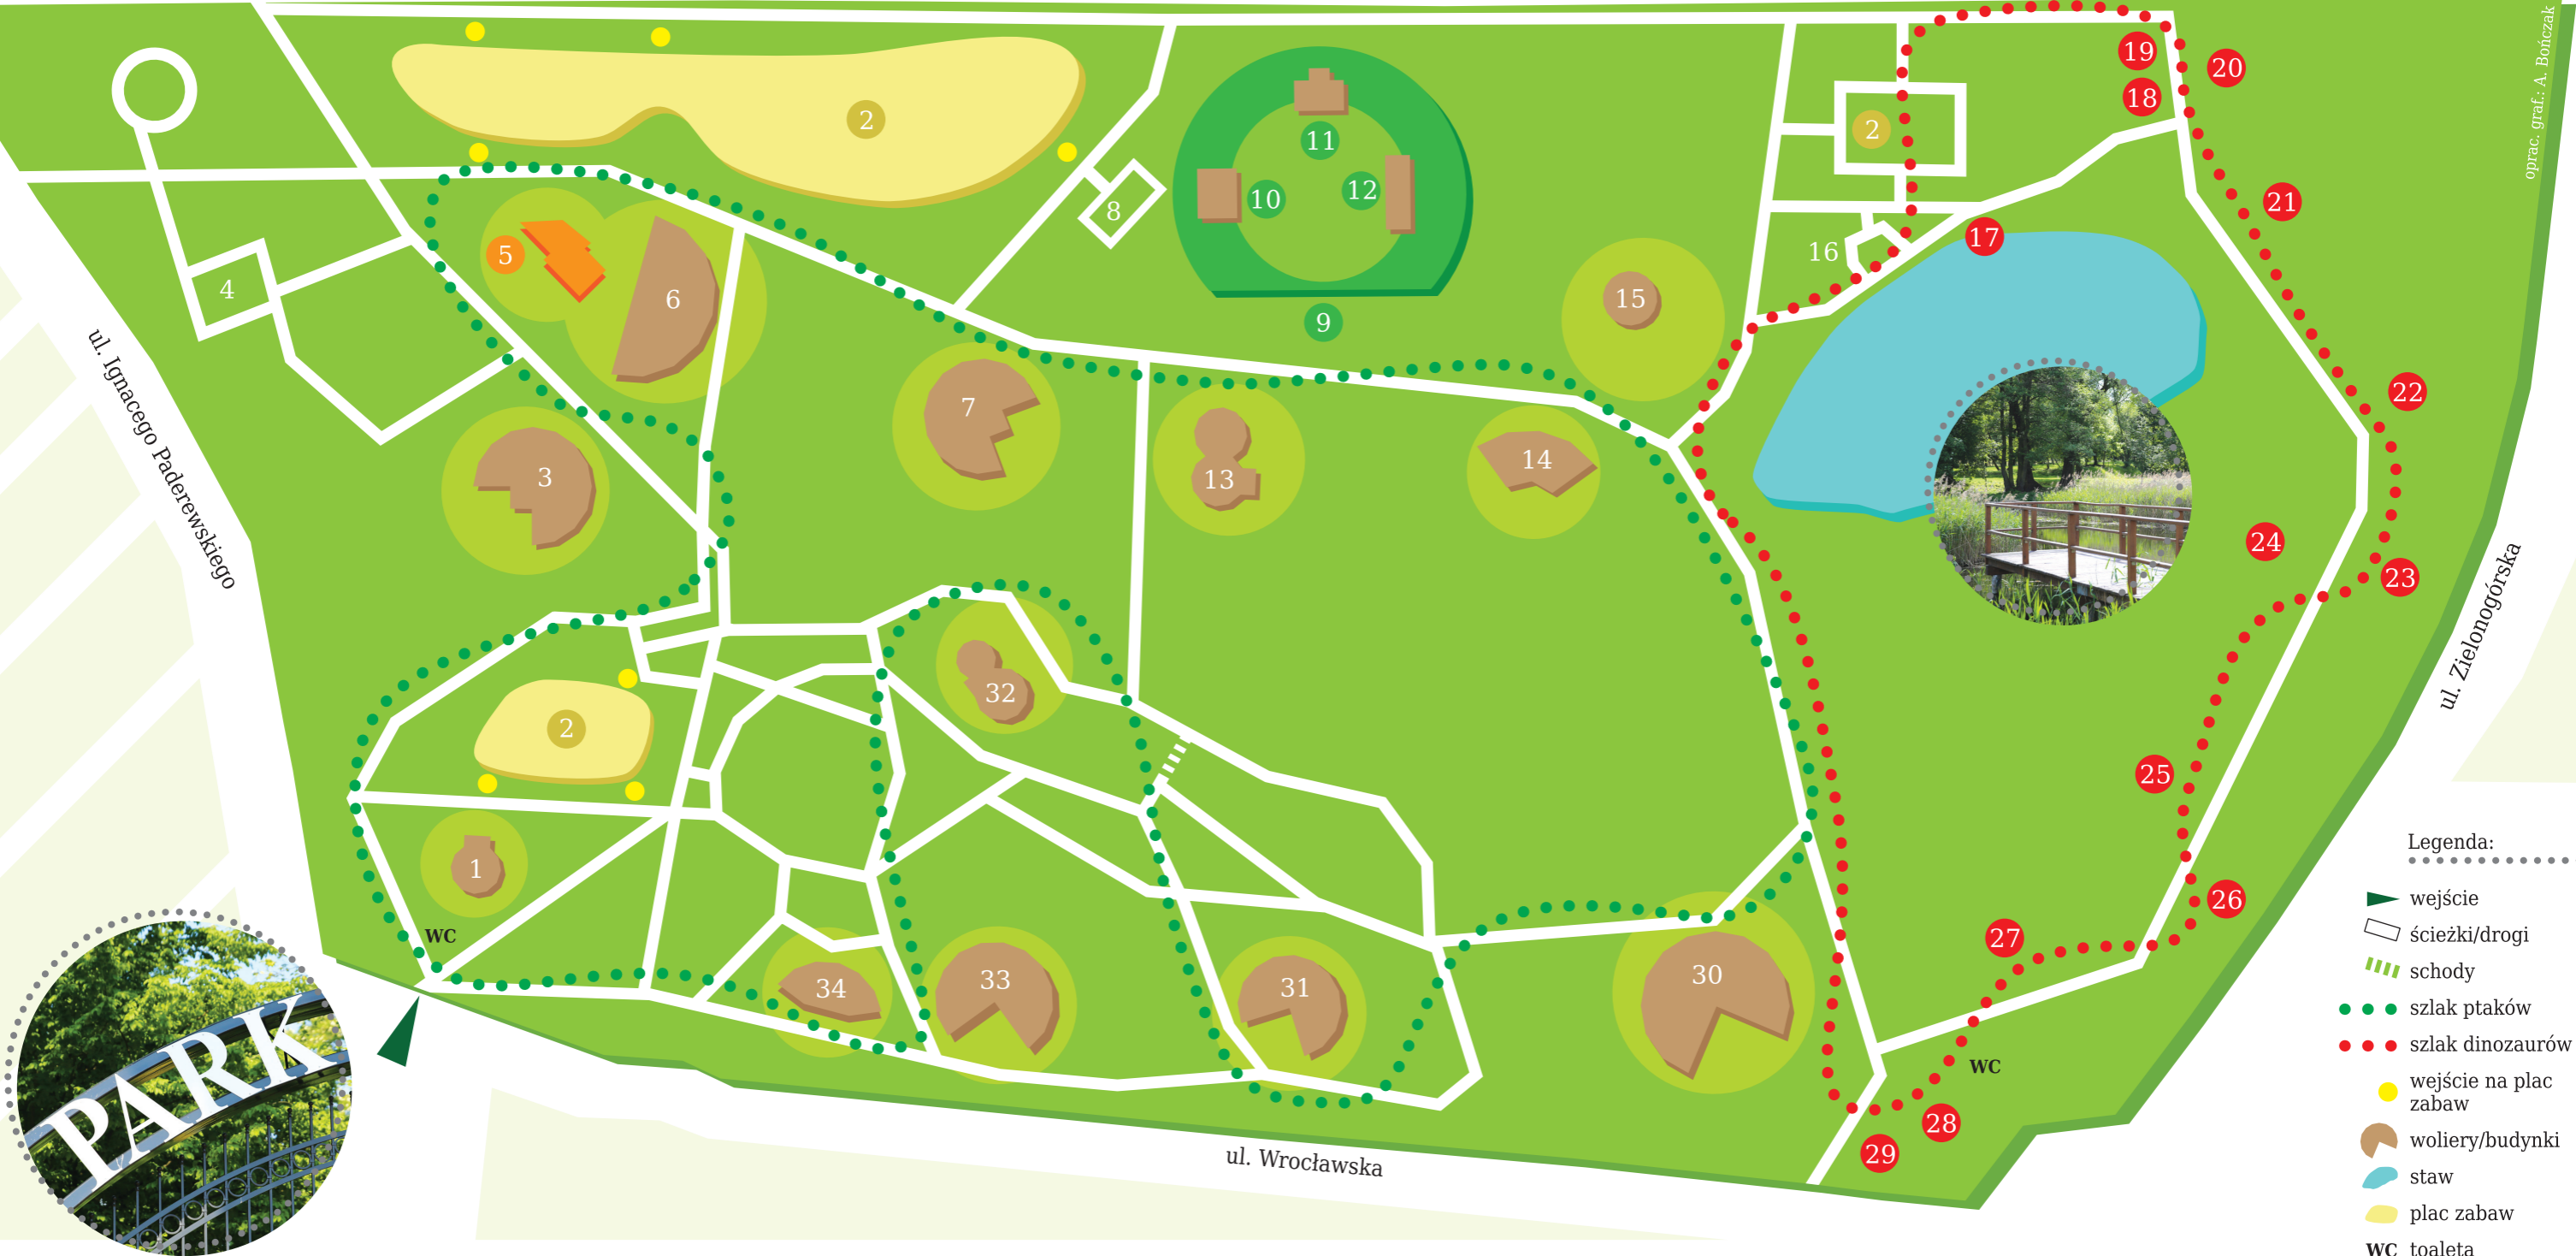 oprac. graf.: A. Bończak
19
20
18
11
2
2
10
12
8
21
5
17
16
4
6
15
9
ul. Ignacego Paderewskiego
7
22
3
13
14
24
23
ul. Zielonogórska
32
2
25
1
WC
26
27
30
34
33
31
PARK
WC
28
29
ul. Wrocławska
Legenda:
wejście
ścieżki/drogi
schody
szlak ptaków
szlak dinozaurów
wejście na plac
zabaw
woliery/budynki
staw
plac zabaw
WC toaleta